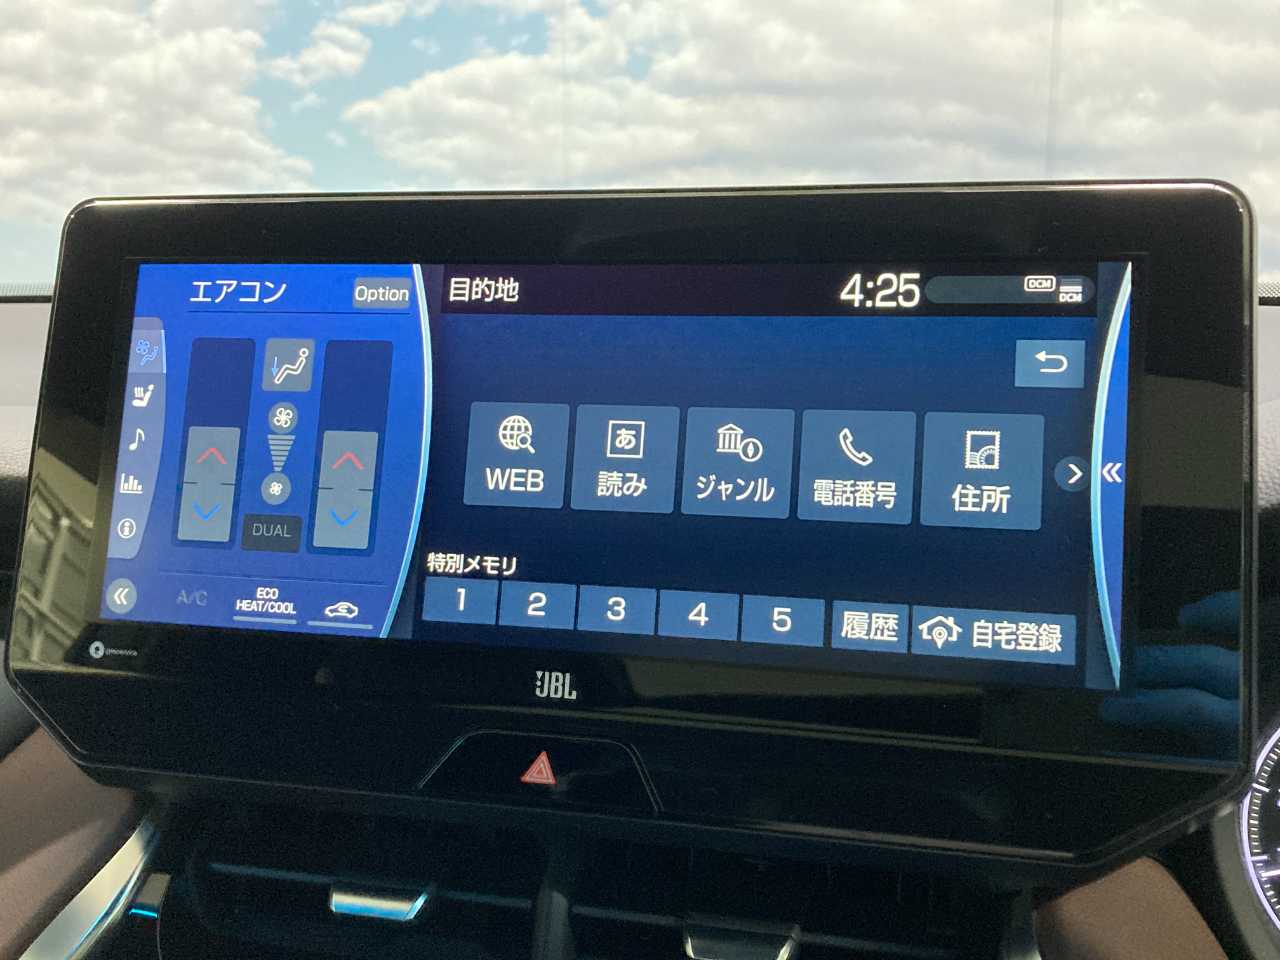 エアコン
Option
目的地
4:25
DCM
DCM
WEB
あ
読み
ジャンル
電話番号
住所
DUAL
A/C
ECO
HEAT/COOL
特別メモリ
1
2
3
4
5
履歴
自宅登録
JBL